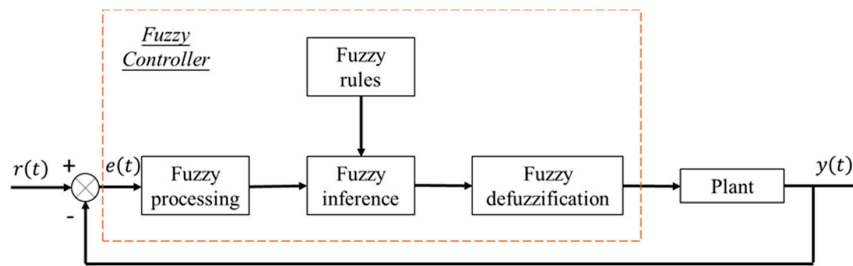 Fuzzy
Controller
Fuzzy
rules
r(t)
+
-
e(t)
Fuzzy
processing
Fuzzy
inference
Fuzzy
defuzzification
Plant
y(t)